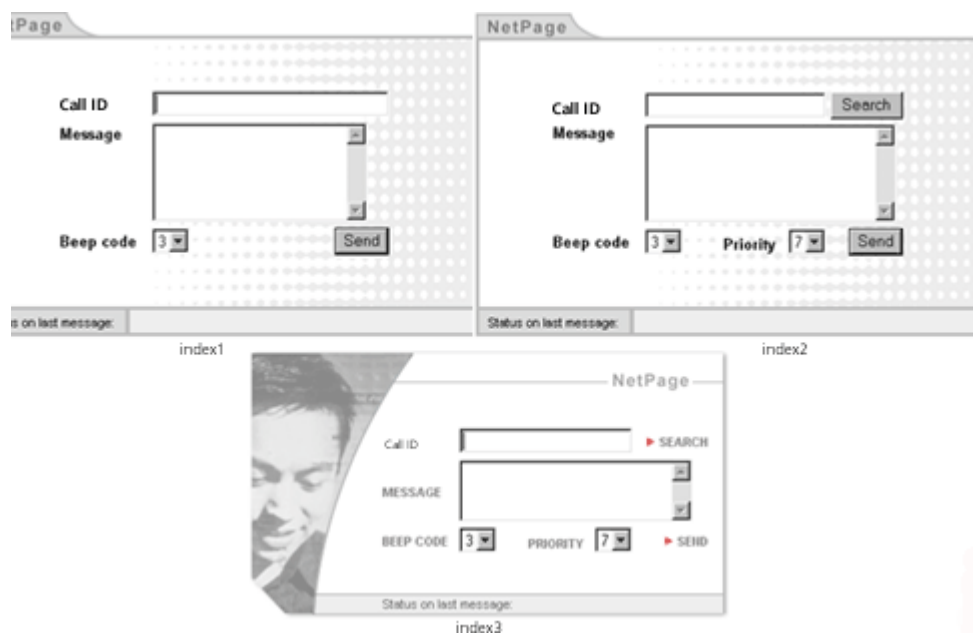 tPage
Call ID
Message
Beep code 3 Send
s on last message:
index1
NetPage
Call ID Search
Message
Beep code 3 Priority 7 Send
Status on last message:
index2
NetPage
Call ID SEARCH
MESSAGE
BEEP CODE 3 PRIORITY 7 SEND
Status on last message:
index3